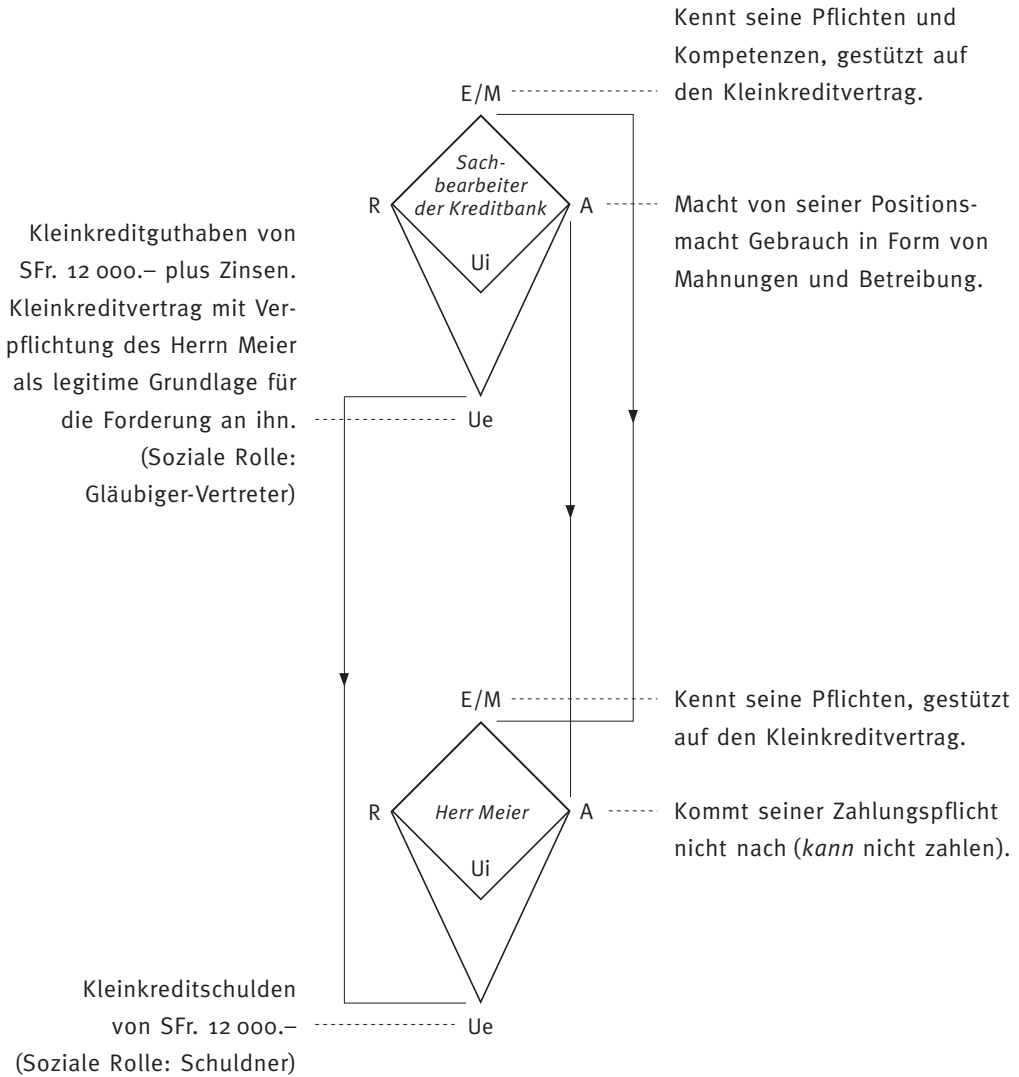 Kennt seine Pflichten und
Kompetenzen, gestützt auf
den Kleinkreditvertrag.
E/M
Sach-
bearbeiter
der Kreditbank
R
A
Ui
Macht von seiner Positions-
macht Gebrauch in Form von
Mahnungen und Betreibung.
Kleinkreditguthaben von
SFr. 12 000.– plus Zinsen.
Kleinkreditvertrag mit Ver-
pflichtung des Herrn Meier
als legitime Grundlage für
die Forderung an ihn.
(Soziale Rolle:
Gläubiger-Vertreter)
Ue
E/M
Kennt seine Pflichten, gestützt
auf den Kleinkreditvertrag.
R
Herr Meier
A
Ui
Kommt seiner Zahlungspflicht
nicht nach (kann nicht zahlen).
Kleinkreditschulden
von SFr. 12 000.–
(Soziale Rolle: Schuldner)
Ue